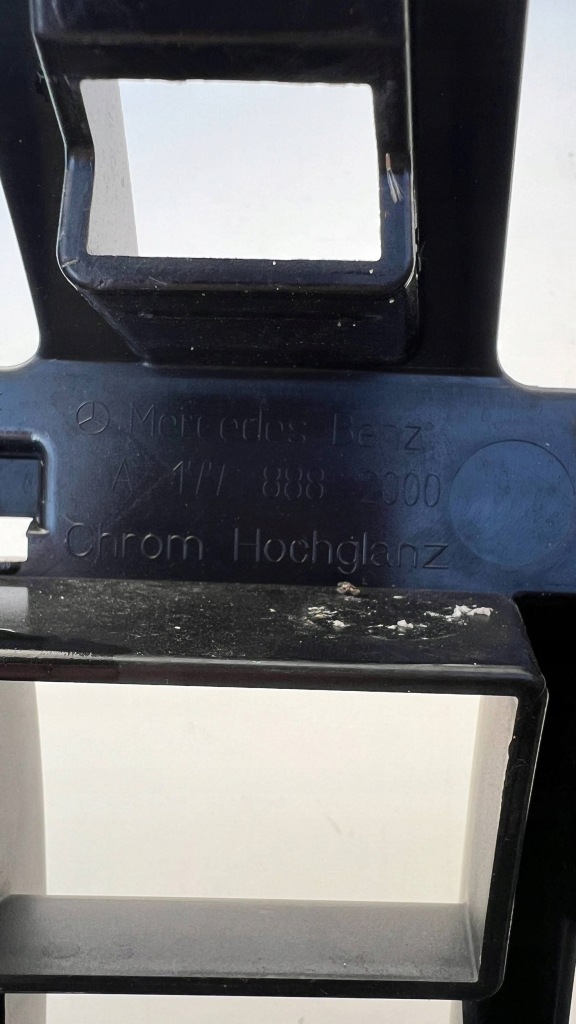 Mercedes Benz
A 177 888 2000
Chrom Hochglanz